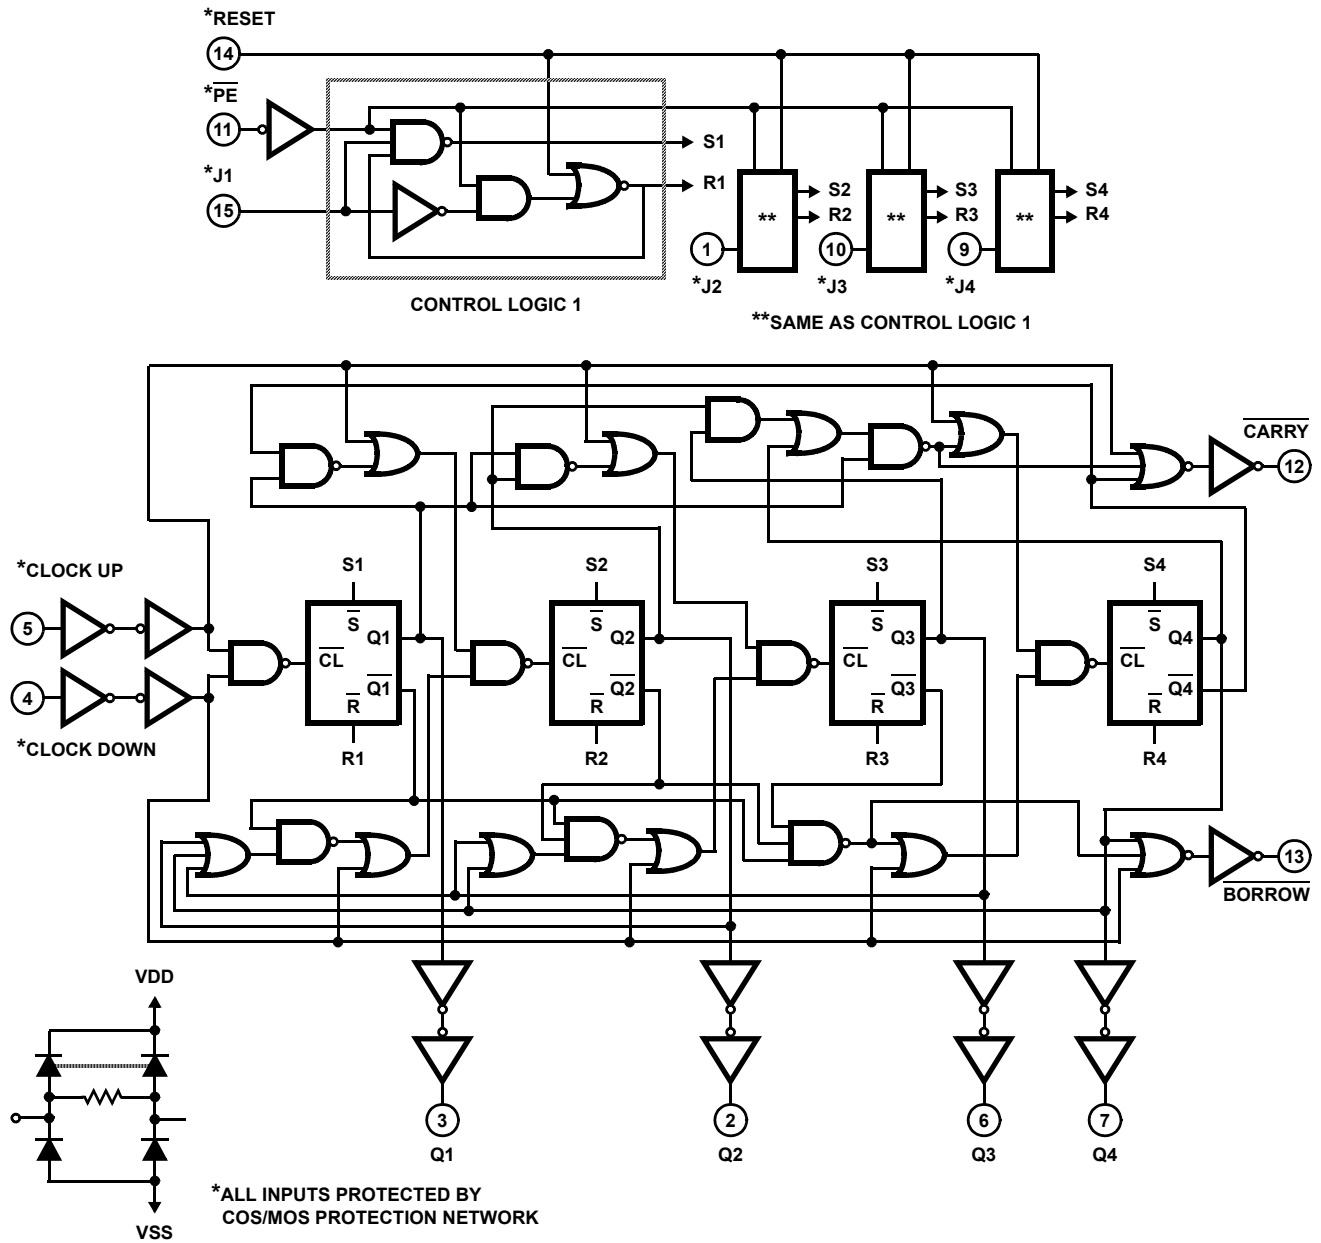 *RESET
14
*PE
11
*J1
15
S1
R1
S2
R2
S3
R3
S4
R4
**
**
**
1
10
9
*J2
*J3
*J4
CONTROL LOGIC 1
**SAME AS CONTROL LOGIC 1
CARRY
12
*CLOCK UP
5
4
*CLOCK DOWN
S1
S
Q1
CL
Q1
R
R1
S2
S
Q2
CL
Q2
R
R2
S3
S
Q3
CL
Q3
R
R3
S4
S
Q4
CL
Q4
R
R4
13
BORROW
VDD
VSS
3
Q1
2
Q2
6
Q3
7
Q4
*ALL INPUTS PROTECTED BY
COS/MOS PROTECTION NETWORK